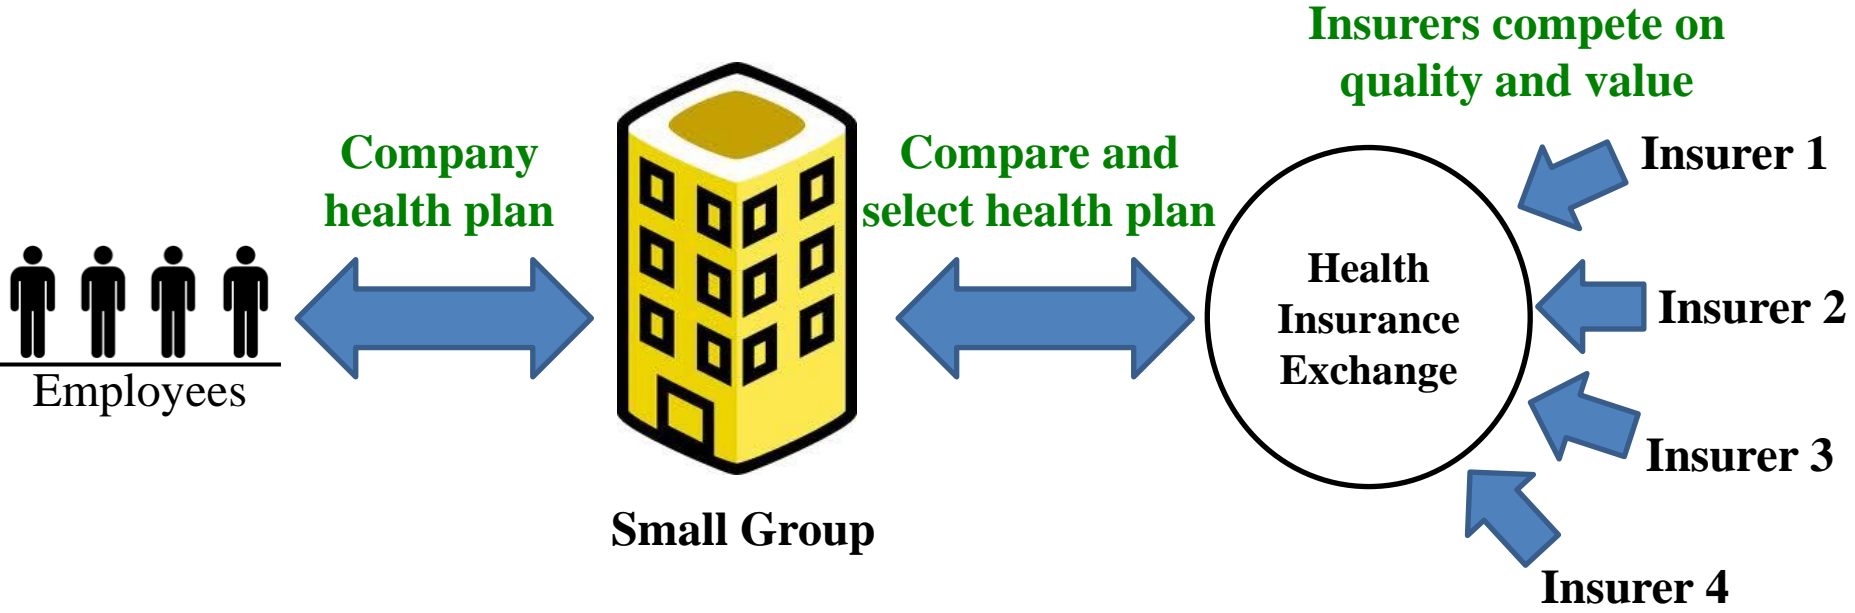 Insurers compete on
quality and value
Company
health plan
Compare and
select health plan
Insurer 1
Health
Insurance
Exchange
Insurer 2
Employees
Insurer 3
Small Group
Insurer 4